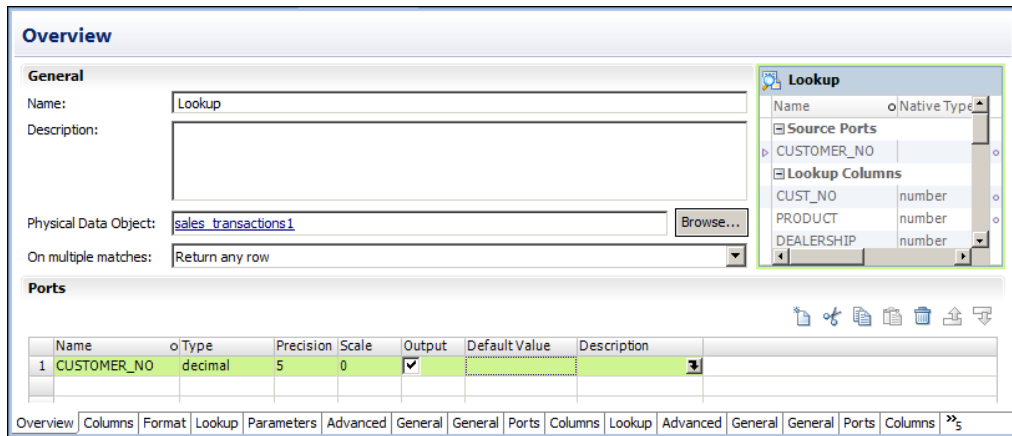 Overview
General
Name: Lookup
Description:
Physical Data Object: sales_transactions1 Browse...
On multiple matches: Return any row
Lookup
Name Native Type
Source Ports
CUSTOMER_NO
Lookup Columns
CUST_NO number
PRODUCT number
DEALERSHIP number
Ports
Name Type Precision Scale Output Default Value Description
1 CUSTOMER_NO decimal 5 0
Overview Columns Format Lookup Parameters Advanced General General Ports Columns Lookup Advanced General General Ports Columns »5